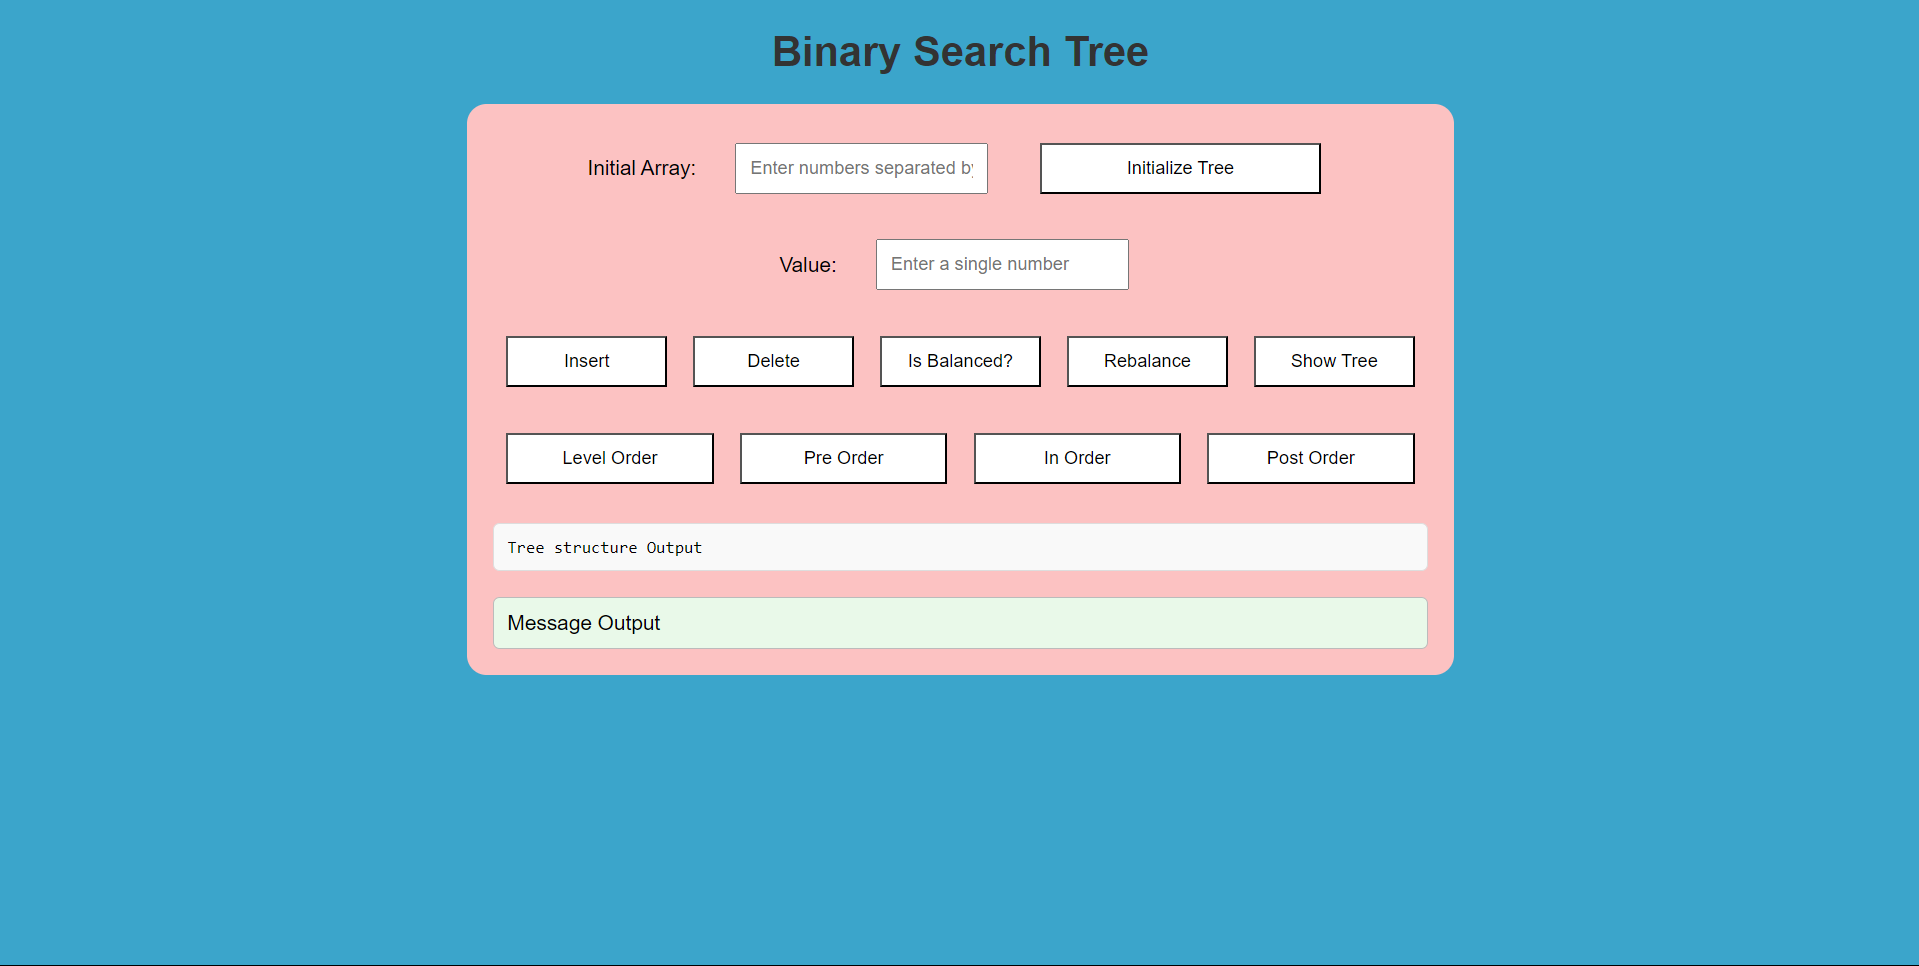 Binary Search Tree
Initial Array: Enter numbers separated by Initialize Tree
Value: Enter a single number
Insert Delete Is Balanced? Rebalance Show Tree
Level Order Pre Order In Order Post Order
Tree structure Output
Message Output